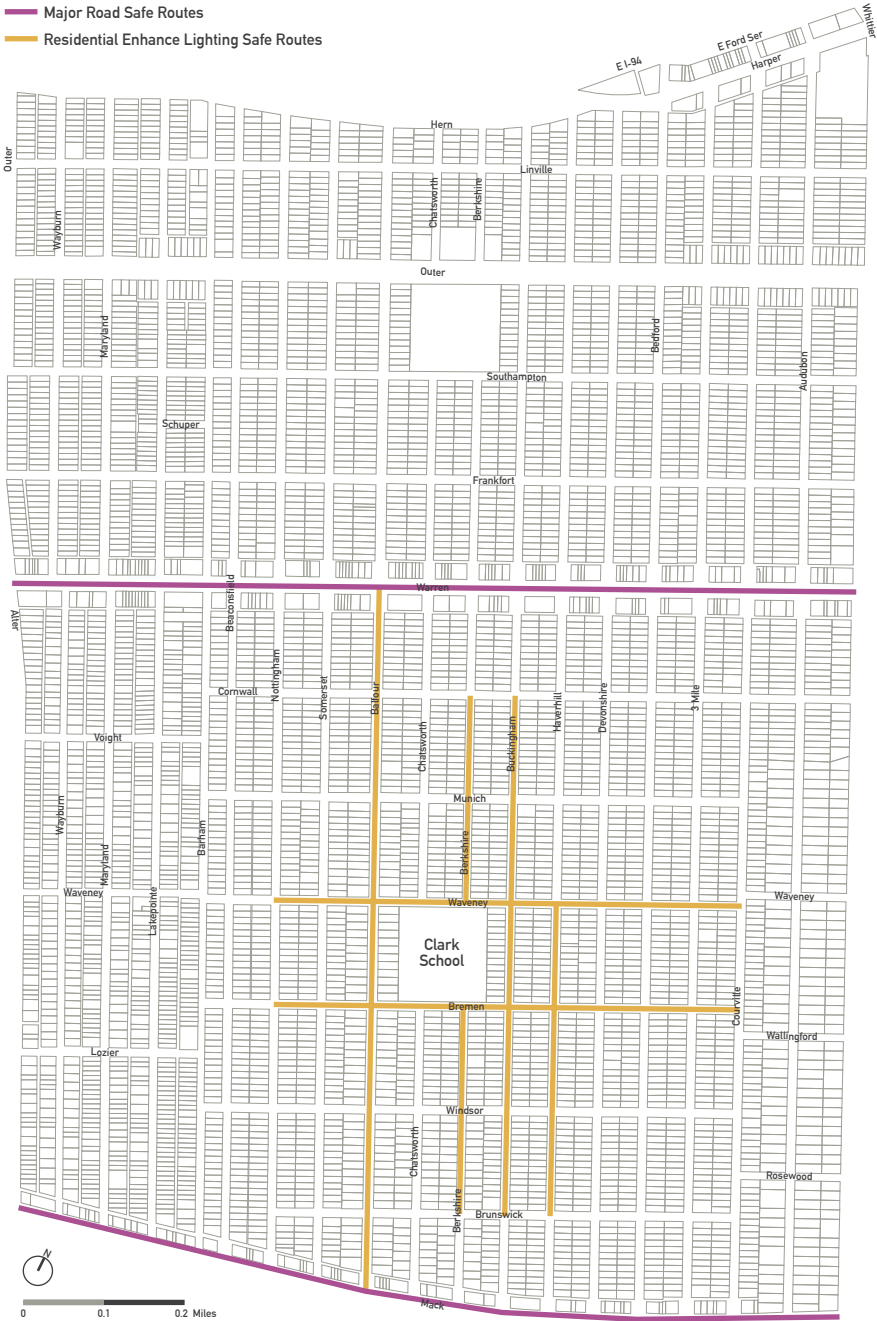 Major Road Safe Routes
Residential Enhance Lighting Safe Routes
Whittier
E Ford Ser
E I-94
Harper
Hern
Outer
Linville
Chatsworth
Berkshire
Wayburn
Outer
Maryland
Bedford
Audubon
Southampton
Schuper
Frankfort
Warren
Beaconsfield
Alter
Cornwall
Nottingham
Somerset
Balfour
Chatsworth
Buckingham
Haverhill
Devonshire
3 Mile
Voight
Munich
Wayburn
Maryland
Barham
Berkshire
Waveney
Lakepointe
Waveney
Waveney
Clark
School
Bremen
Courville
Wallingford
Lozier
Windsor
Chatsworth
Rosewood
Berkshire
Brunswick
Mack
N
0 0.1 0.2 Miles